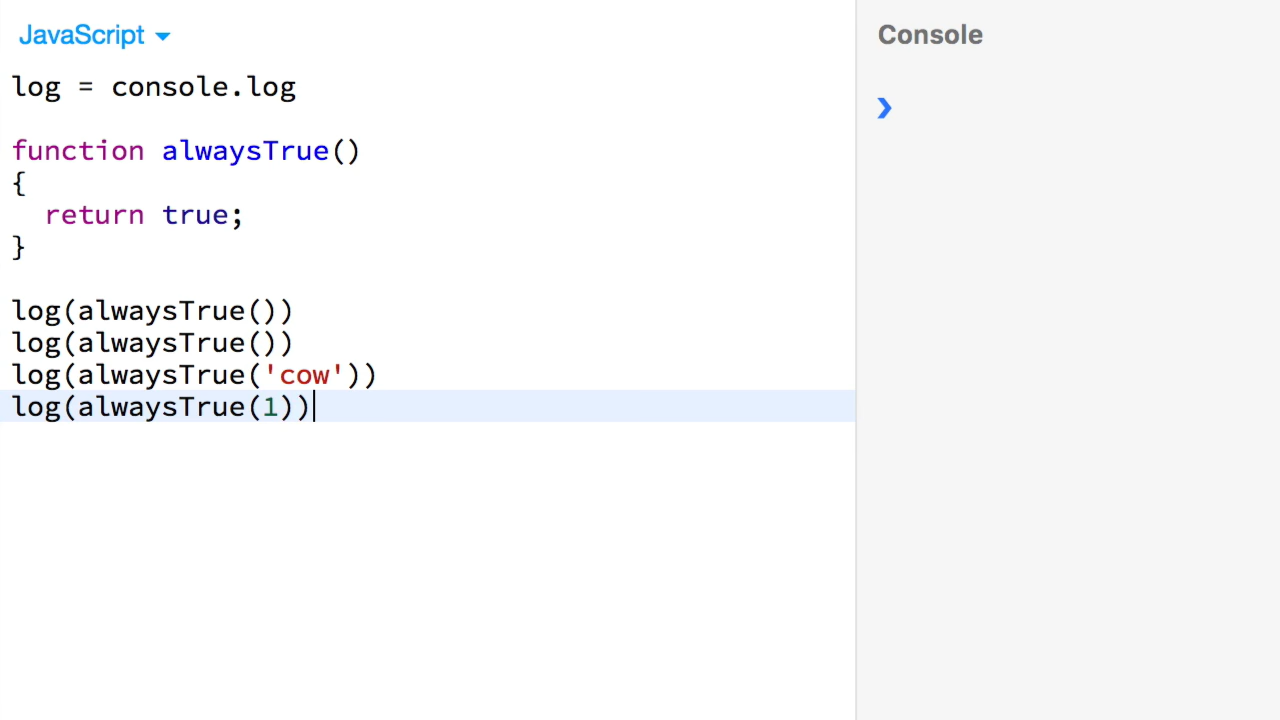 JavaScript
log = console.log
function alwaysTrue()
{
  return true;
}
log(alwaysTrue())
log(alwaysTrue())
log(alwaysTrue('cow'))
log(alwaysTrue(1))
Console